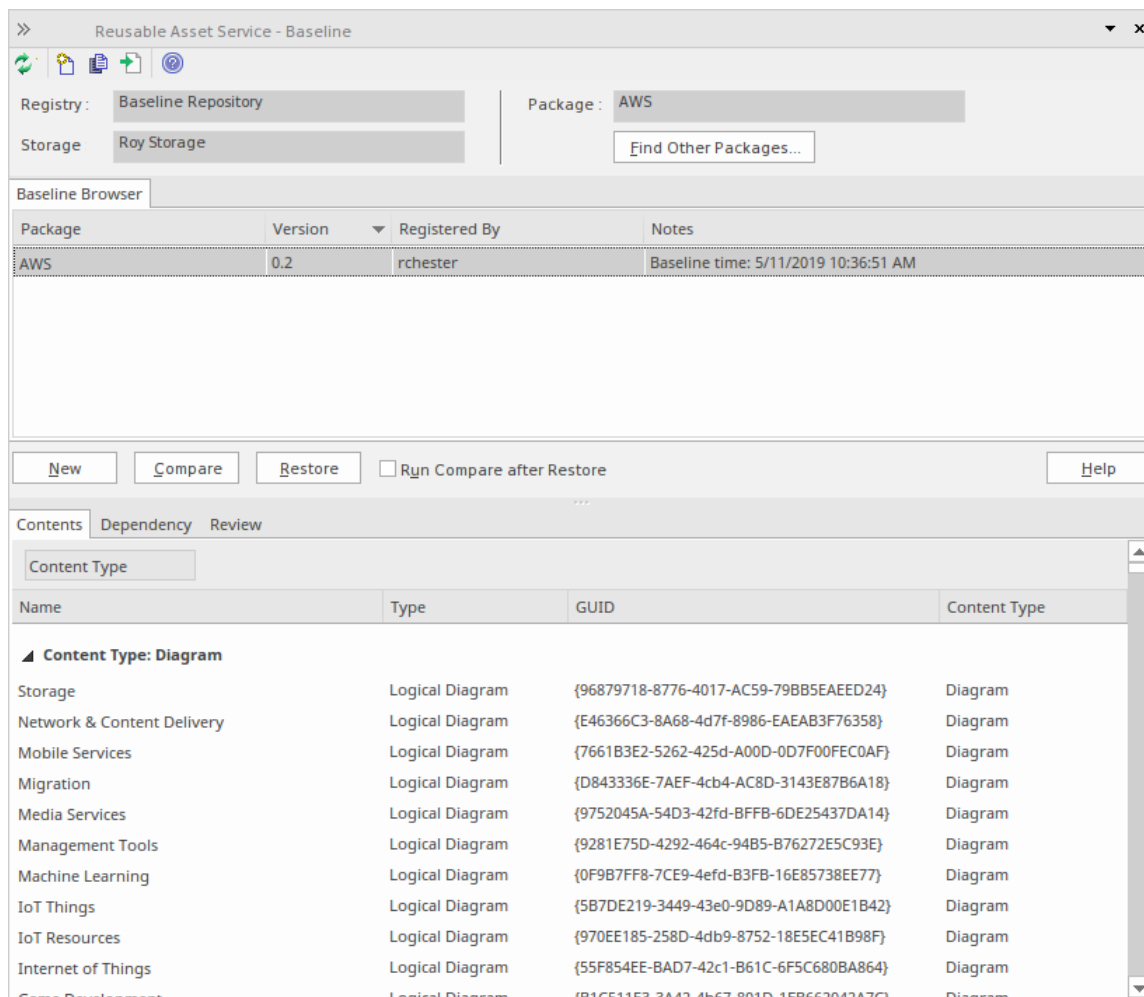 Reusable Asset Service - Baseline
Registry : Baseline Repository Package : AWS
Storage Roy Storage Find Other Packages...
Baseline Browser
Package Version Registered By Notes
AWS 0.2 rchester Baseline time: 5/11/2019 10:36:51 AM
New Compare Restore Run Compare after Restore Help
Contents Dependency Review
Content Type
Name Type GUID Content Type
Content Type: Diagram
Storage Logical Diagram {96879718-8776-4017-AC59-79BB5EAEED24} Diagram
Network & Content Delivery Logical Diagram {E46366C3-8A68-4d7f-8986-EAEAB3F76358} Diagram
Mobile Services Logical Diagram {7661B3E2-5262-425d-A00D-0D7F00FEC0AF} Diagram
Migration Logical Diagram {D843336E-7AEF-4cb4-AC8D-3143E87B6A18} Diagram
Media Services Logical Diagram {9752045A-54D3-42fd-BFFB-6DE25437DA14} Diagram
Management Tools Logical Diagram {9281E75D-4292-464c-94B5-B76272E5C93E} Diagram
Machine Learning Logical Diagram {0F9B7FF8-7CE9-4efd-B3FB-16E85738EE77} Diagram
IoT Things Logical Diagram {5B7DE219-3449-43e0-9D89-A1A8D00E1B42} Diagram
IoT Resources Logical Diagram {970EE185-258D-4db9-8752-18E5EC41B98F} Diagram
Internet of Things Logical Diagram {55F854EE-BAD7-42c1-B61C-6F5C680BA864} Diagram
Game Development Logical Diagram Diagram